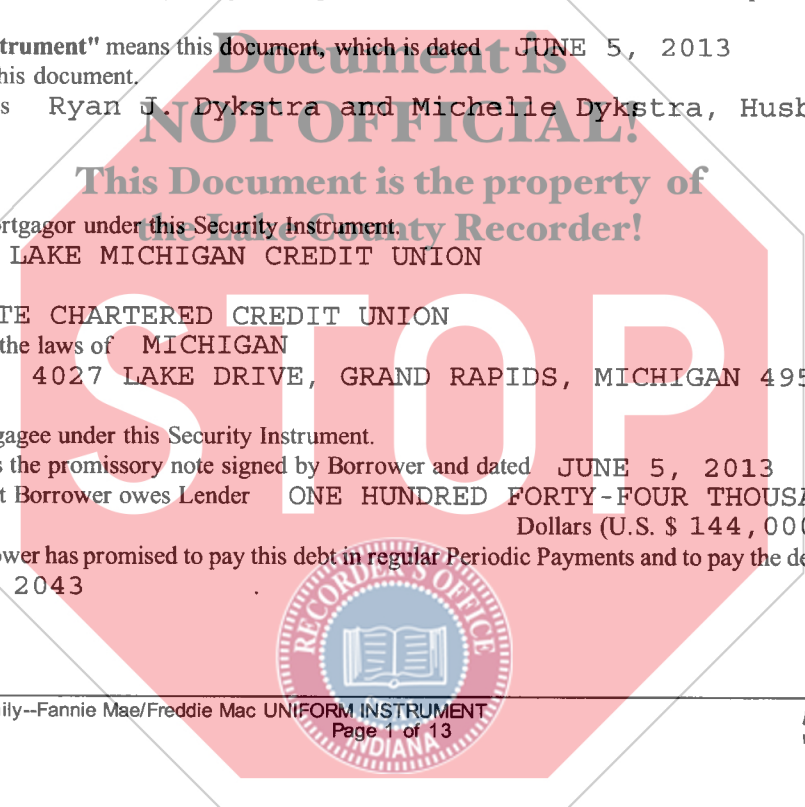 trument" means this document, which is dated JUNE 5, 2013
his document.
s Ryan J. Dykstra and Michelle Dykstra, Husb
Document is
NOT OFFICIAL!
This Document is the property of
the Lake County Recorder!
rtgagor under this Security Instrument.
LAKE MICHIGAN CREDIT UNION
TE CHARTERED CREDIT UNION
the laws of MICHIGAN
4027 LAKE DRIVE, GRAND RAPIDS, MICHIGAN 495
STOP
gagee under this Security Instrument.
s the promissory note signed by Borrower and dated JUNE 5, 2013
t Borrower owes Lender ONE HUNDRED FORTY-FOUR THOUSA
Dollars (U.S. $ 144,000
ower has promised to pay this debt in regular Periodic Payments and to pay the de
2043 .
RECORDER'S OFFICE
INDIANA
ily--Fannie Mae/Freddie Mac UNIFORM INSTRUMENT
Page 1 of 13